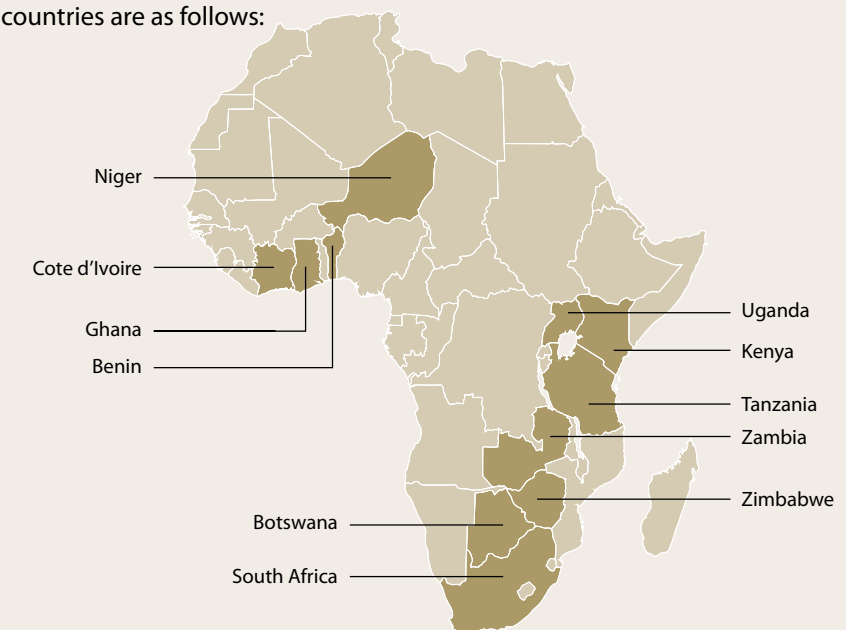 countries are as follows:
Niger
Cote d’Ivoire
Ghana
Benin
Uganda
Kenya
Tanzania
Zambia
Zimbabwe
Botswana
South Africa